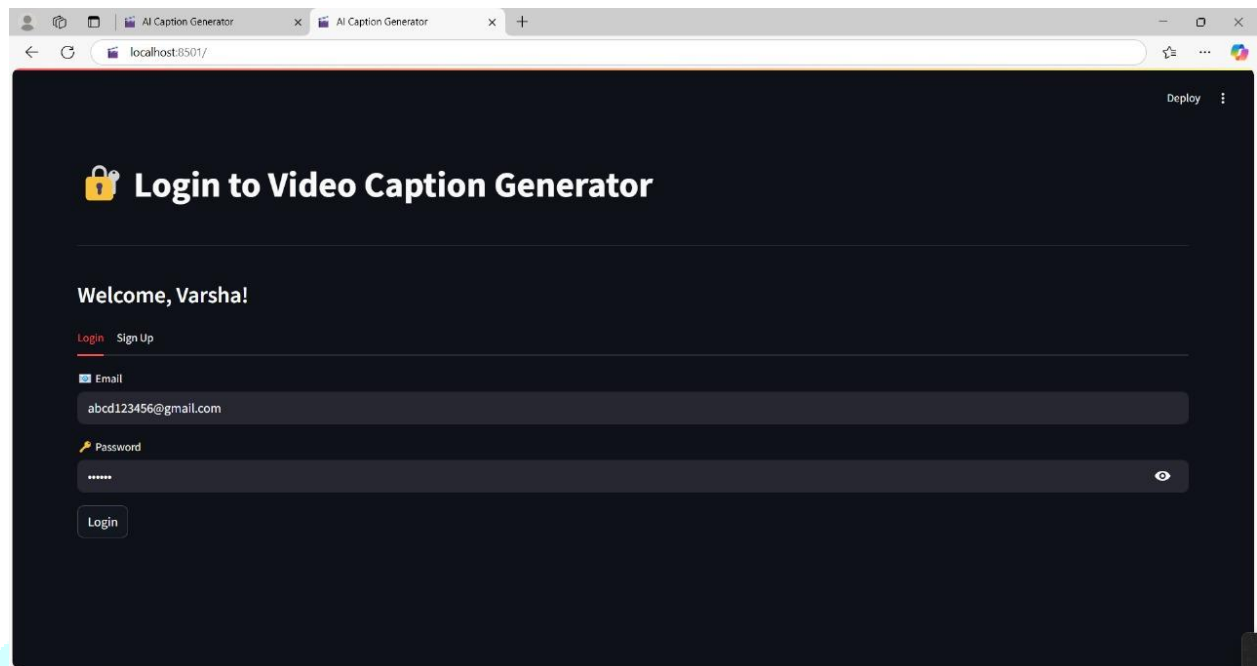 AI Caption Generator
AI Caption Generator
localhost:8501/
Deploy
Login to Video Caption Generator
Welcome, Varsha!
Login Sign Up
Email
abcd123456@gmail.com
Password
••••••
Login